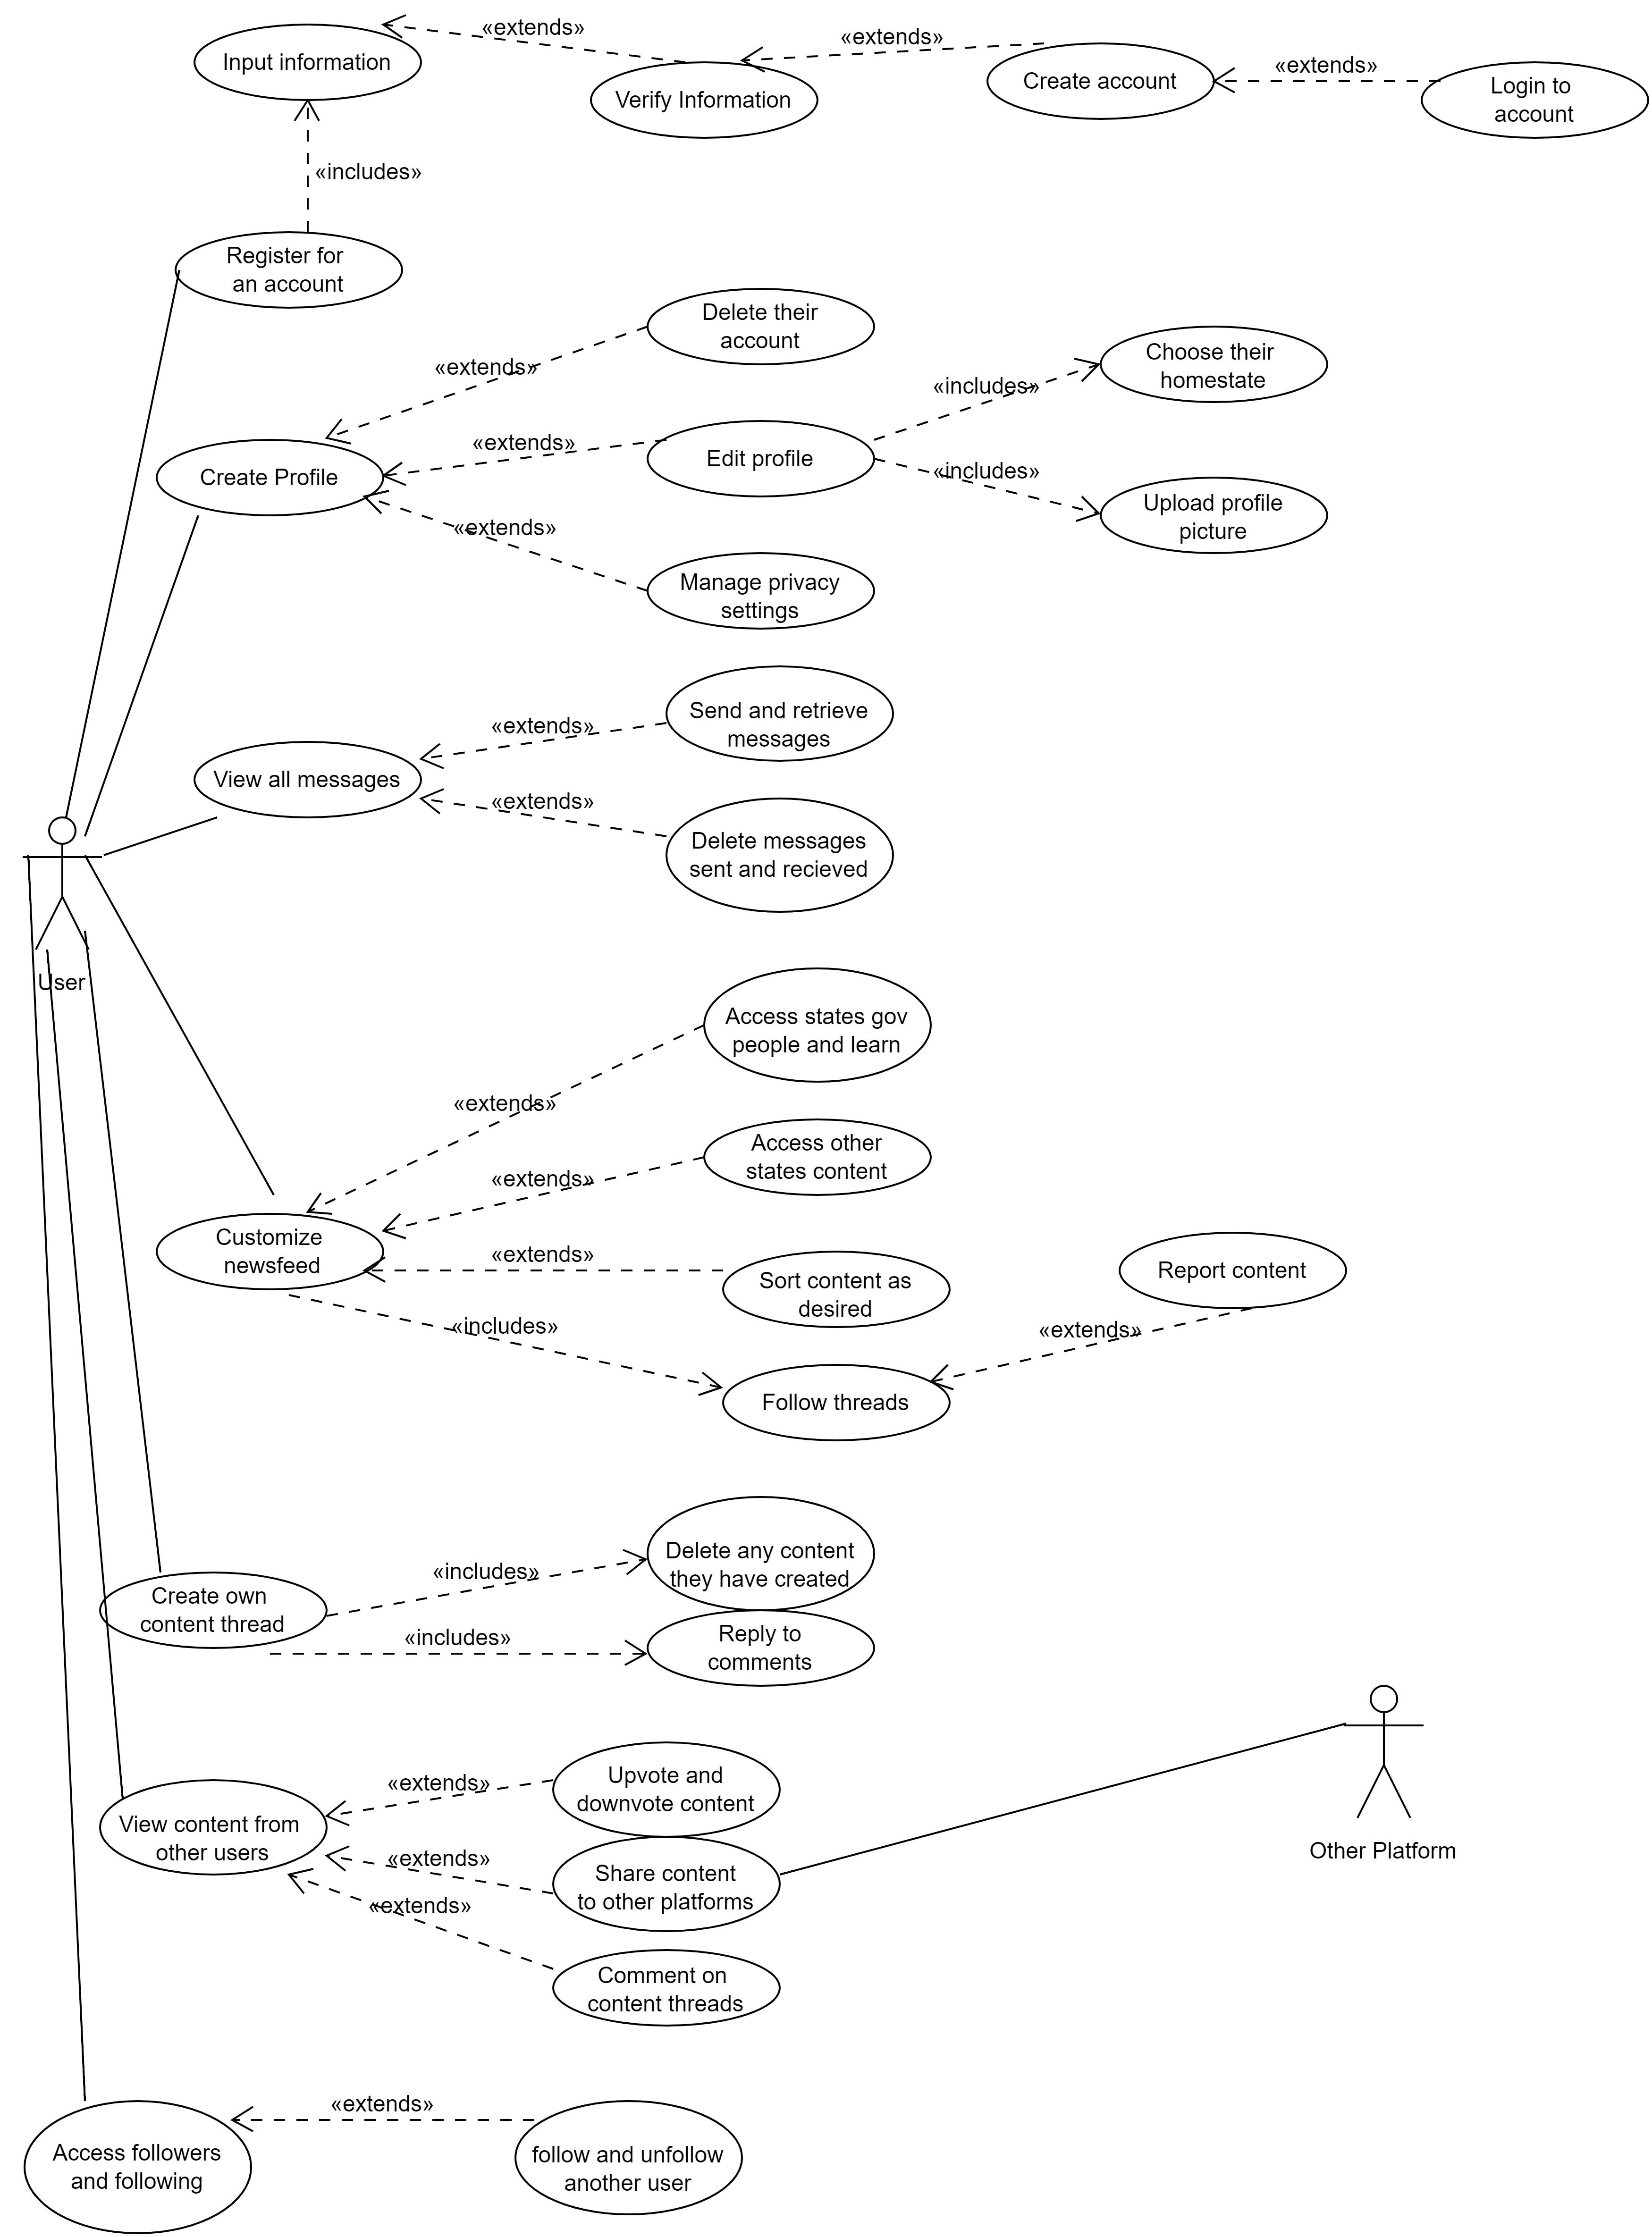 «extends»
«extends»
Input information
«extends»
Create account
Login to
account
Verify Information
«includes»
Register for
an account
Delete their
account
«extends»
Choose their
homestate
«includes»
«extends»
Edit profile
Create Profile
«includes»
Upload profile
picture
«extends»
Manage privacy
settings
Send and retrieve
messages
«extends»
View all messages
«extends»
Delete messages
sent and recieved
User
Access states gov
people and learn
«extends»
Access other
states content
«extends»
Customize
newsfeed
«extends»
Sort content as
desired
Report content
«includes»
«extends»
Follow threads
Delete any content
they have created
«includes»
Create own
content thread
«includes»
Reply to
comments
Upvote and
downvote content
«extends»
View content from
other users
«extends»
Share content
to other platforms
Other Platform
«extends»
Comment on
content threads
«extends»
Access followers
and following
follow and unfollow
another user